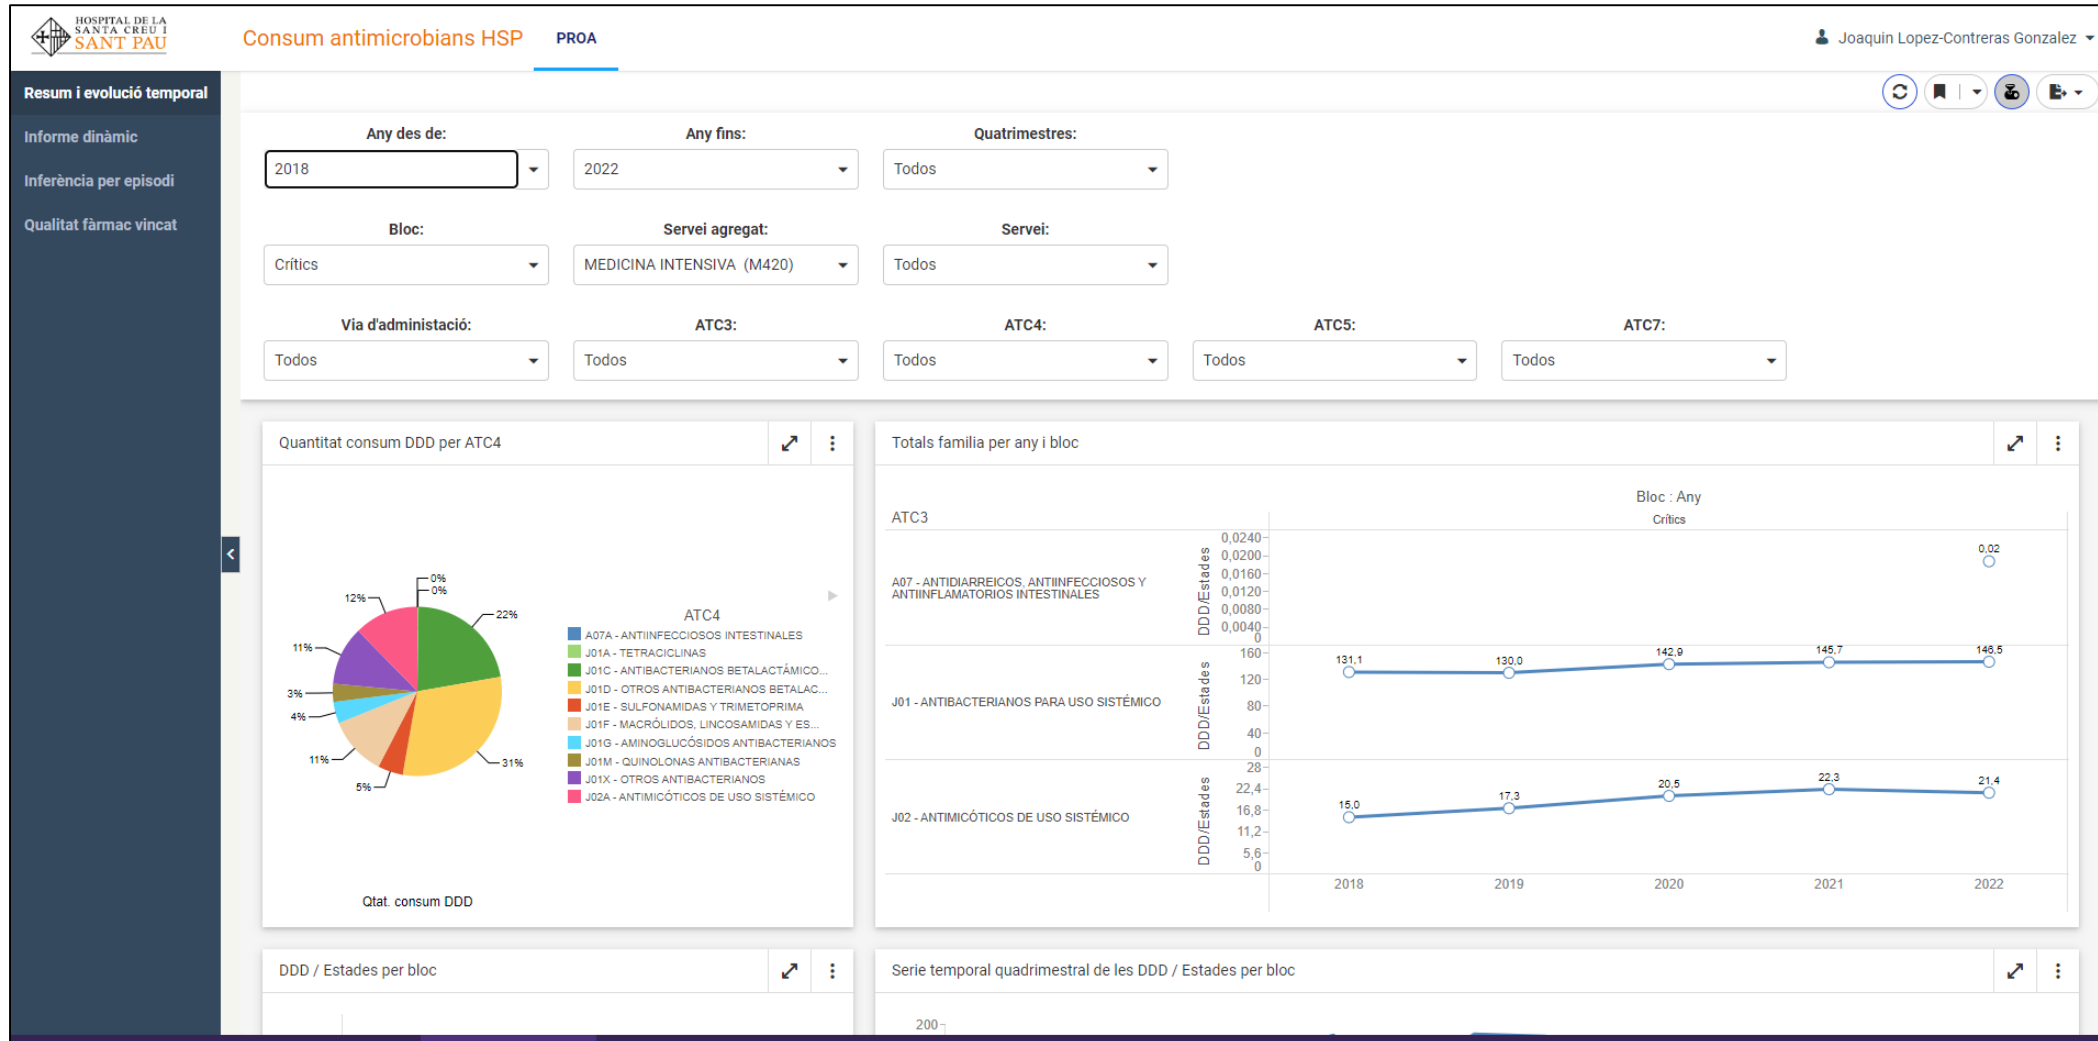 HOSPITAL DE LA
SANTA CREU I
SANT PAU
Consum antimicrobians HSP
PROA
Joaquin Lopez-Contreras Gonzalez
Resum i evolució temporal
Informe dinàmic
Inferència per episodi
Qualitat fàrmac vincat
Any des de:
Any fins:
Quatrimestres:
2018
2022
Todos
Bloc:
Servei agregat:
Servei:
Crítics
MEDICINA INTENSIVA (M420)
Todos
Via d'administació:
ATC3:
ATC4:
ATC5:
ATC7:
Todos
Todos
Todos
Todos
Todos
Quantitat consum DDD per ATC4
0%
0%
22%
12%
11%
3%
4%
11%
5%
31%
ATC4
A07A - ANTIINFECCIOSOS INTESTINALES
J01A - TETRACICLINAS
J01C - ANTIBACTERIANOS BETALACTÁMICO...
J01D - OTROS ANTIBACTERIANOS BETALAC...
J01E - SULFONAMIDAS Y TRIMETOPRIMA
J01F - MACRÓLIDOS, LINCOSAMIDAS Y ES...
J01G - AMINOGLUCÓSIDOS ANTIBACTERIANOS
J01M - QUINOLONAS ANTIBACTERIANAS
J01X - OTROS ANTIBACTERIANOS
J02A - ANTIMICÓTICOS DE USO SISTÉMICO
Qtat. consum DDD
Totals familia per any i bloc
Bloc : Any
ATC3
Crítics
A07 - ANTIDIARREICOS, ANTIINFECCIOSOS Y
ANTIINFLAMATORIOS INTESTINALES
DDD/Estades
0,0240
0,0200
0,0160
0,0120
0,0080
0,0040
0
0,02
J01 - ANTIBACTERIANOS PARA USO SISTÉMICO
DDD/Estades
160
120
80
40
0
131,1
130,0
142,9
145,7
146,5
J02 - ANTIMICÓTICOS DE USO SISTÉMICO
DDD/Estades
28
22,4
16,8
11,2
5,6
0
15,0
17,3
20,5
22,3
21,4
2018
2019
2020
2021
2022
DDD / Estades per bloc
Serie temporal quadrimestral de les DDD / Estades per bloc
200